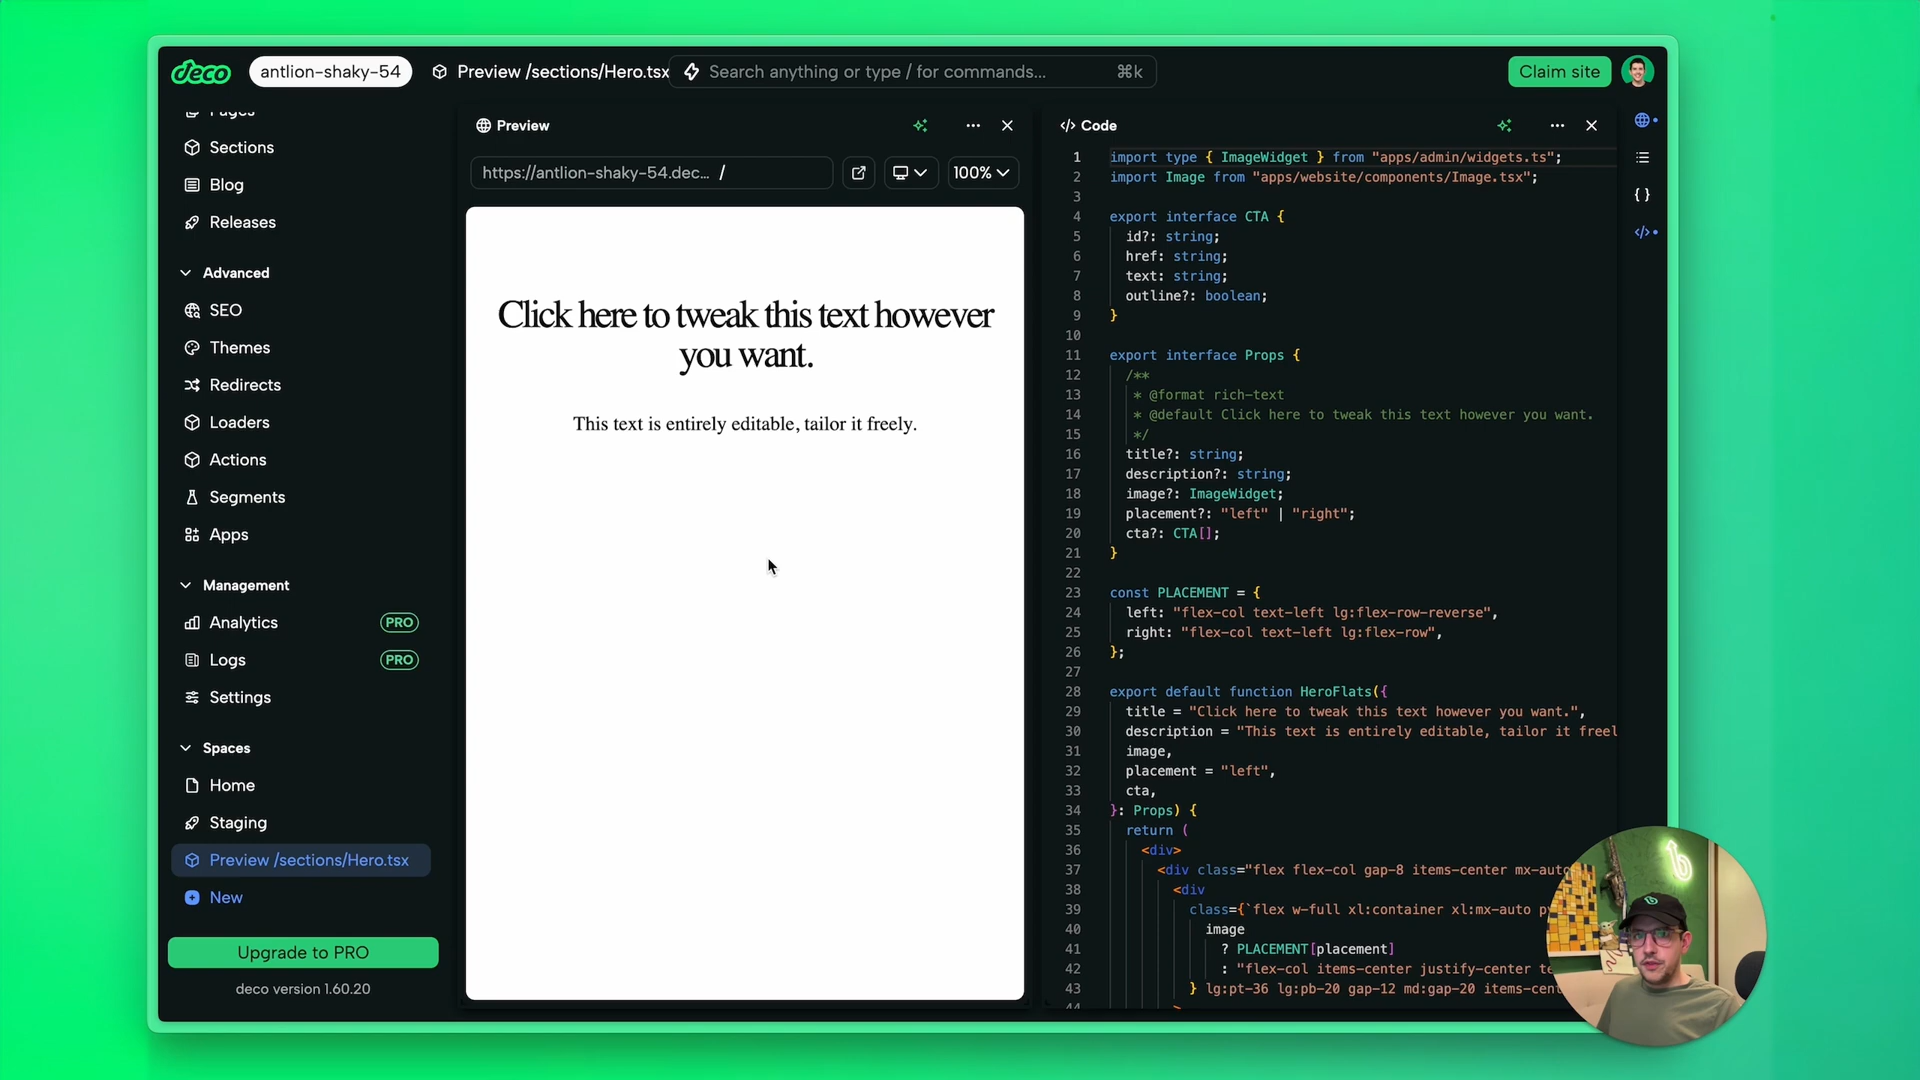 deco
antlion-shaky-54
Preview /sections/Hero.tsx
Search anything or type / for commands...
⌘k
Claim site
Pages
Sections
Blog
Releases
Advanced
SEO
Themes
Redirects
Loaders
Actions
Segments
Apps
Management
Analytics PRO
Logs PRO
Settings
Spaces
Home
Staging
Preview /sections/Hero.tsx
New
Upgrade to PRO
deco version 1.60.20
Preview
https://antlion-shaky-54.dec... /
100%
Click here to tweak this text however
you want.
This text is entirely editable, tailor it freely.
</> Code
1 import type { ImageWidget } from "apps/admin/widgets.ts";
2 import Image from "apps/website/components/Image.tsx";
3
4 export interface CTA {
5 id?: string;
6 href: string;
7 text: string;
8 outline?: boolean;
9 }
10
11 export interface Props {
12 /**
13 * @format rich-text
14 * @default Click here to tweak this text however you want.
15 */
16 title?: string;
17 description?: string;
18 image?: ImageWidget;
19 placement?: "left" | "right";
20 cta?: CTA[];
21 }
22
23 const PLACEMENT = {
24 left: "flex-col text-left lg:flex-row-reverse",
25 right: "flex-col text-left lg:flex-row",
26 };
27
28 export default function HeroFlats({
29 title = "Click here to tweak this text however you want.",
30 description = "This text is entirely editable, tailor it freel
31 image,
32 placement = "left",
33 cta,
34 }: Props) {
35 return (
36 <div>
37 <div class="flex flex-col gap-8 items-center mx-auto
38 <div
39 class={`flex w-full xl:container xl:mx-auto p
40 image
41 ? PLACEMENT[placement]
42 : "flex-col items-center justify-center te
43 } lg:pt-36 lg:pb-20 gap-12 md:gap-20 items-cen
44 >